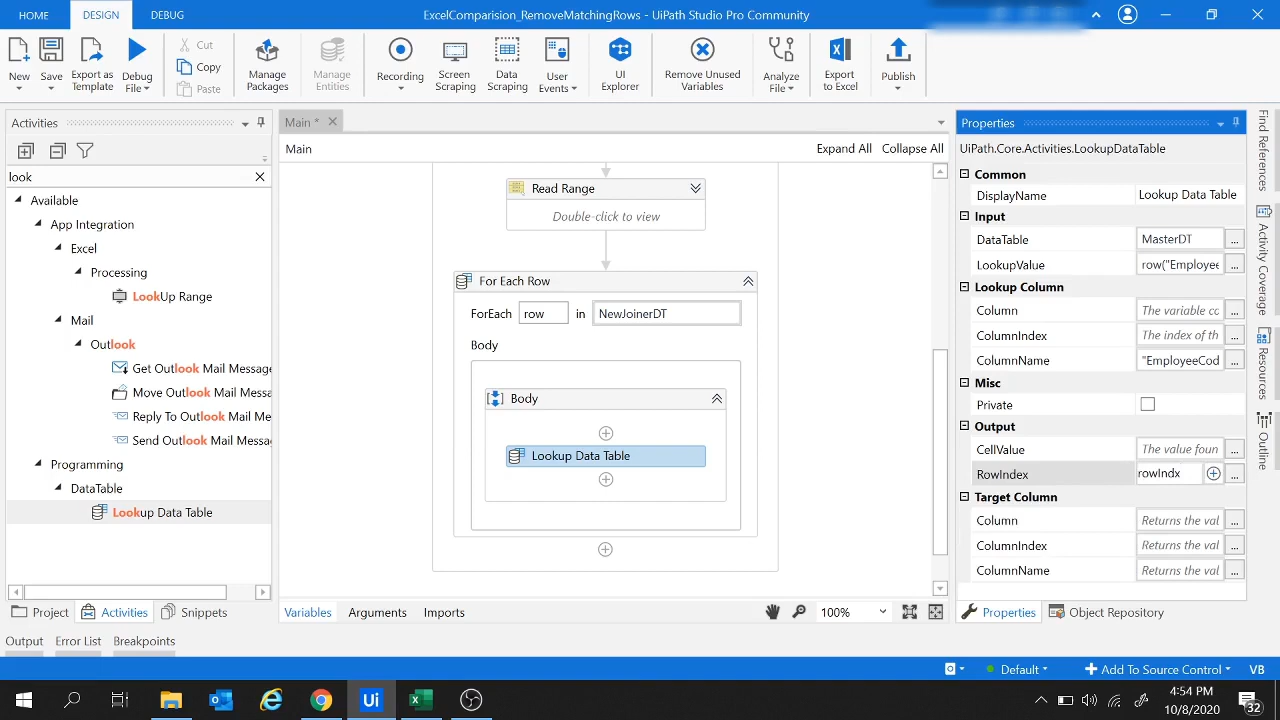 HOME DESIGN DEBUG
ExcelComparision_RemoveMatchingRows - UiPath Studio Pro Community
New
Save
Export as Template
Debug File
Cut
Copy
Paste
Manage Packages
Manage Entities
Recording
Screen Scraping
Data Scraping
User Events
UI Explorer
Remove Unused Variables
Analyze File
Export to Excel
Publish
Activities
look
Available
App Integration
Excel
Processing
LookUp Range
Mail
Outlook
Get Outlook Mail Message
Move Outlook Mail Messa
Reply To Outlook Mail Me
Send Outlook Mail Messa
Programming
DataTable
Lookup Data Table
Project Activities Snippets
Main *
Main Expand All Collapse All
Read Range
Double-click to view
For Each Row
ForEach row in NewJoinerDT
Body
Body
Lookup Data Table
Variables Arguments Imports 100%
Properties
UiPath.Core.Activities.LookupDataTable
Common
DisplayName Lookup Data Table
Input
DataTable MasterDT ...
LookupValue row("Employee ...
Lookup Column
Column The variable cc ...
ColumnIndex The index of th ...
ColumnName "EmployeeCod ...
Misc
Private
Output
CellValue The value foun ...
RowIndex rowIndx ...
Target Column
Column Returns the val ...
ColumnIndex Returns the val ...
ColumnName Returns the val ...
Properties Object Repository
Find References
Activity Coverage
Resources
Outline
Output Error List Breakpoints
Default Add To Source Control VB
Ui
4:54 PM
10/8/2020
32